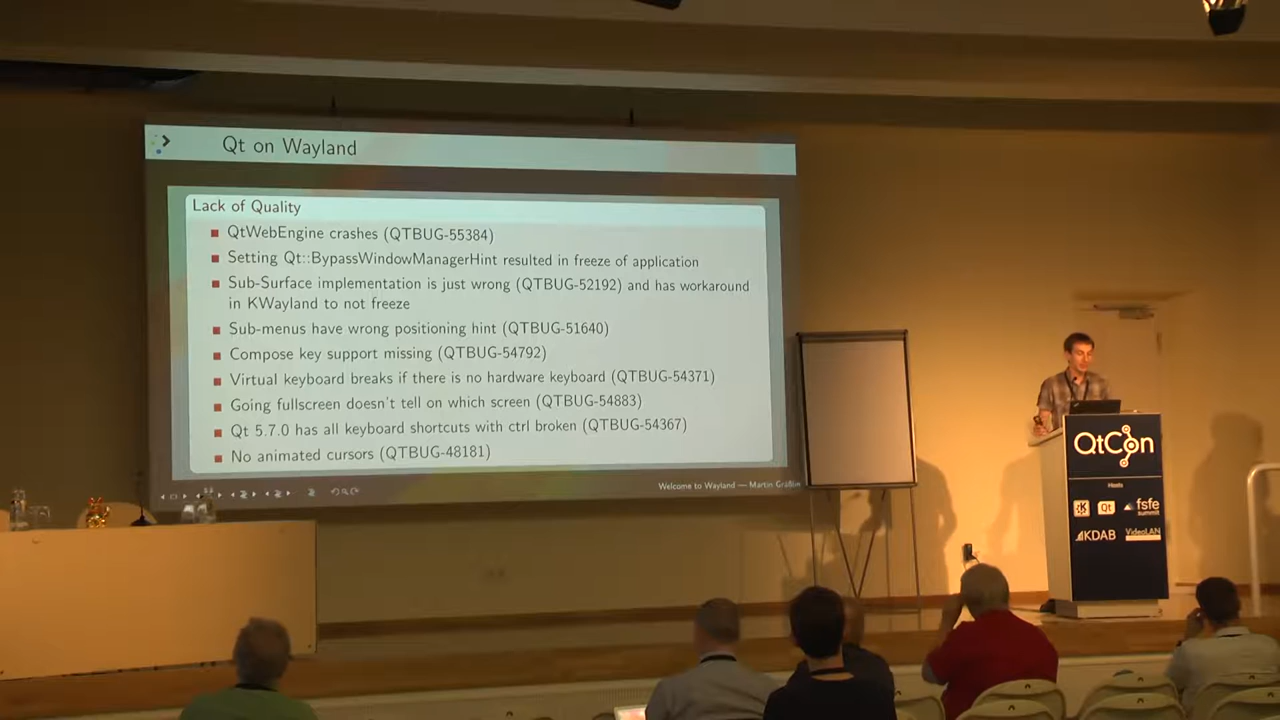 Qt on Wayland
Lack of Quality
QtWebEngine crashes (QTBUG-55384)
Setting Qt::BypassWindowManagerHint resulted in freeze of application
Sub-Surface implementation is just wrong (QTBUG-52192) and has workaround
in KWayland to not freeze
Sub-menus have wrong positioning hint (QTBUG-51640)
Compose key support missing (QTBUG-54792)
Virtual keyboard breaks if there is no hardware keyboard (QTBUG-54371)
Going fullscreen doesn't tell on which screen (QTBUG-54883)
Qt 5.7.0 has all keyboard shortcuts with ctrl broken (QTBUG-54367)
No animated cursors (QTBUG-48181)
Welcome to Wayland — Martin Gräßlin
QtCon
Hosts
Qt
fsfe
summit
KDAB
VideoLAN